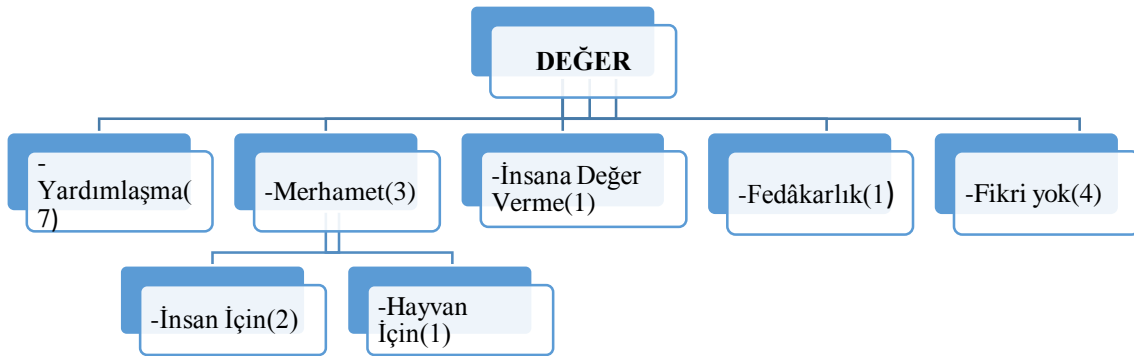 DEĞER
-
Yardımlaşma(
7)
-Merhamet(3)
-İnsana Değer
Verme(1)
-Fedâkarlık(1)
-Fikri yok(4)
-İnsan İçin(2)
-Hayvan
İçin(1)